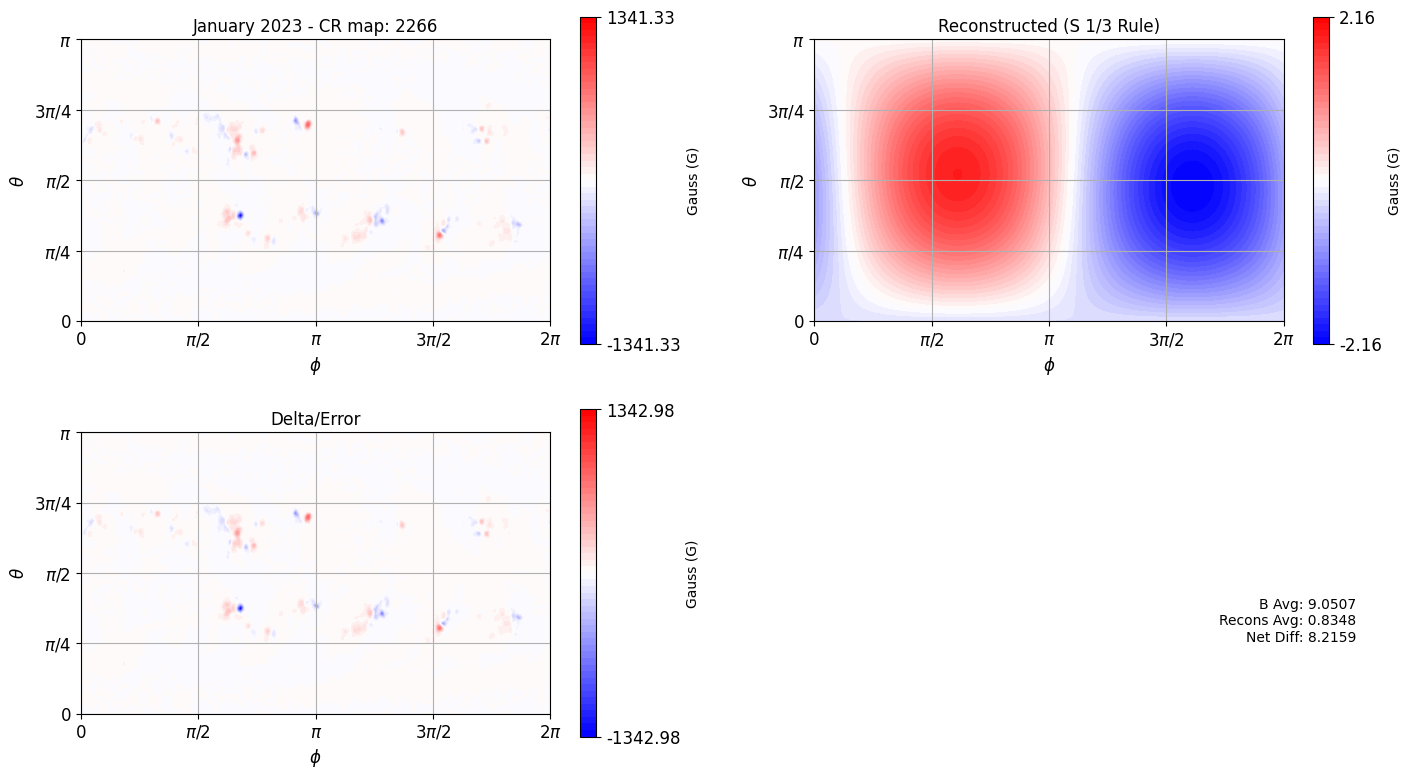 January 2023 - CR map: 2266
π
3π/4
π/2
π/4
0
θ
0
π/2
π
3π/2
2π
ϕ
1341.33
-1341.33
Gauss (G)
Reconstructed (S 1/3 Rule)
π
3π/4
π/2
π/4
0
θ
0
π/2
π
3π/2
2π
ϕ
2.16
-2.16
Gauss (G)
Delta/Error
π
3π/4
π/2
π/4
0
θ
0
π/2
π
3π/2
2π
ϕ
1342.98
-1342.98
Gauss (G)
B Avg: 9.0507
Recons Avg: 0.8348
Net Diff: 8.2159